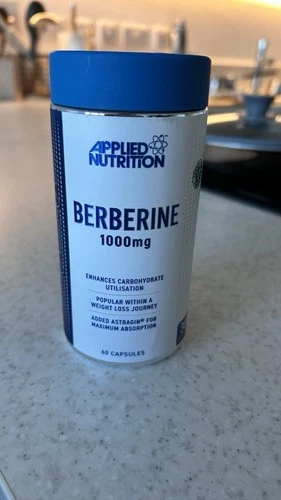 APPLIED
NUTRITION
BERBERINE
1000mg
ENHANCES CARBOHYDRATE
UTILISATION
POPULAR WITHIN A
WEIGHT LOSS JOURNEY
ADDED ASTRAGIN® FOR
MAXIMUM ABSORPTION
60 CAPSULES